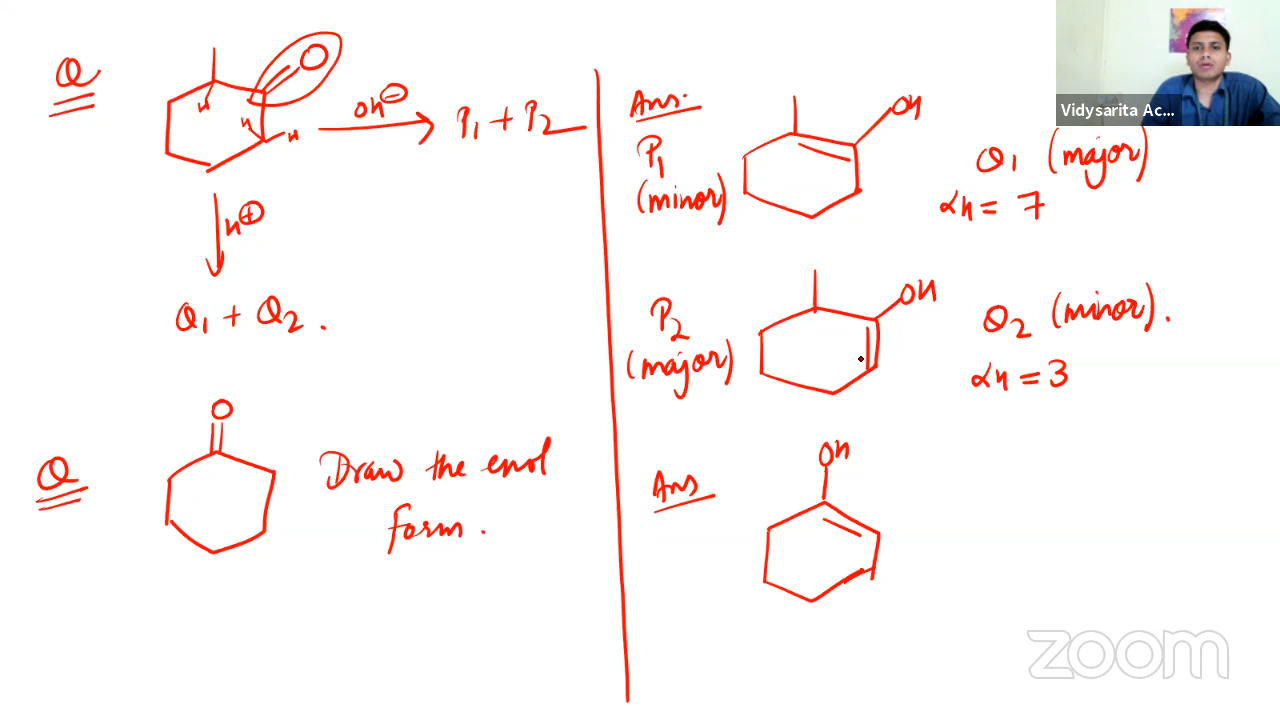 Q
O
H
H
H
OH⊖
P₁ + P₂
H⊕
Q₁ + Q₂ .
Q
O
Draw the enol
form .
Ans.
P₁
(minor)
OH
Q₁ (major)
αH = 7
P₂
(major)
OH
Q₂ (minor).
αH = 3
Ans
OH
Vidysarita Ac...
zoom